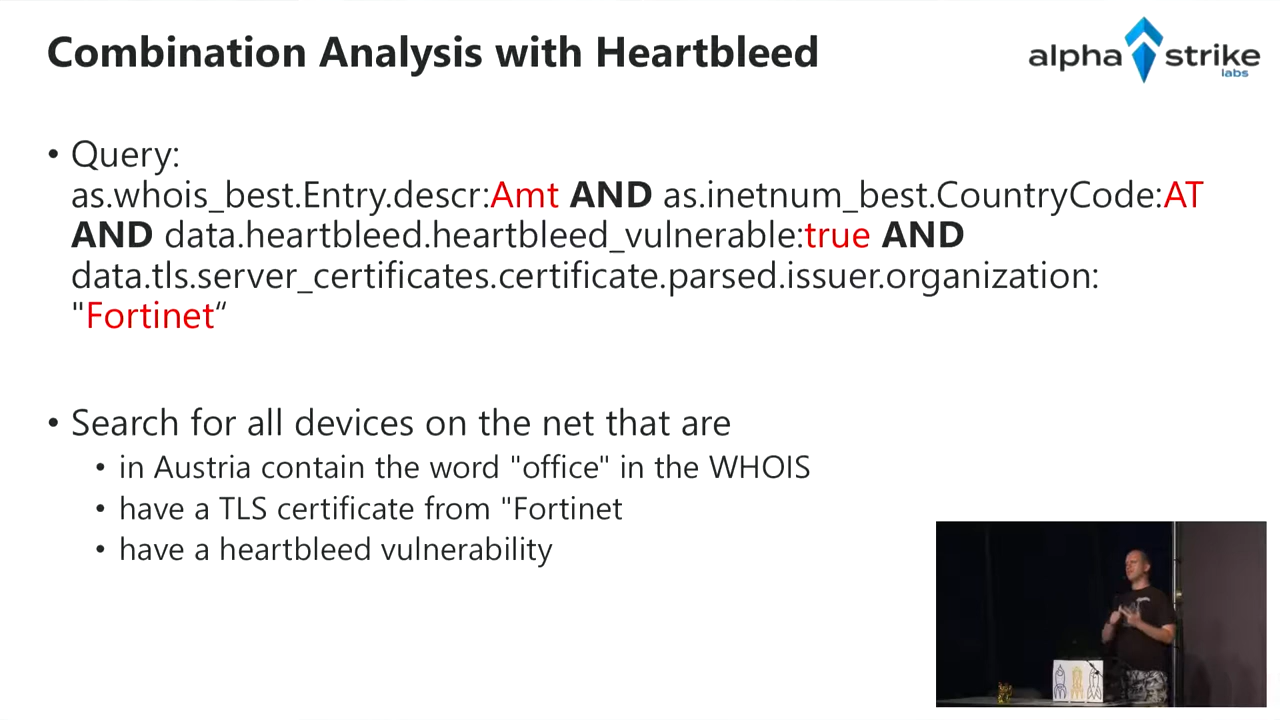 Combination Analysis with Heartbleed
alpha strike
labs
• Query:
as.whois_best.Entry.descr:Amt AND as.inetnum_best.CountryCode:AT
AND data.heartbleed.heartbleed_vulnerable:true AND
data.tls.server_certificates.certificate.parsed.issuer.organization:
"Fortinet“
• Search for all devices on the net that are
• in Austria contain the word "office" in the WHOIS
• have a TLS certificate from "Fortinet
• have a heartbleed vulnerability